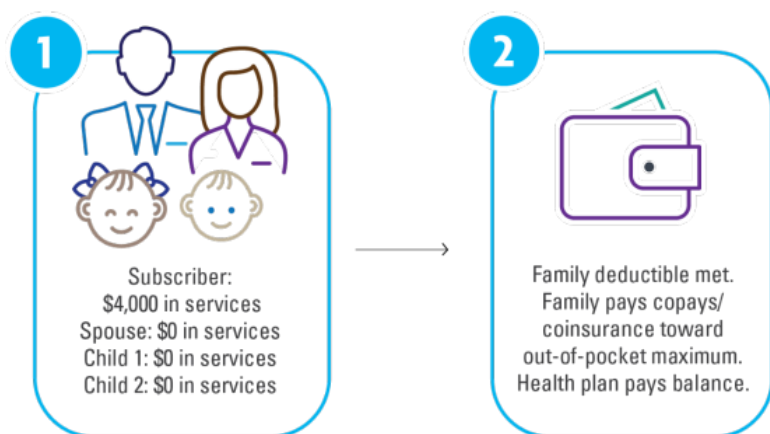 1
Subscriber:
$4,000 in services
Spouse: $0 in services
Child 1: $0 in services
Child 2: $0 in services
2
Family deductible met.
Family pays copays/
coinsurance toward
out-of-pocket maximum.
Health plan pays balance.